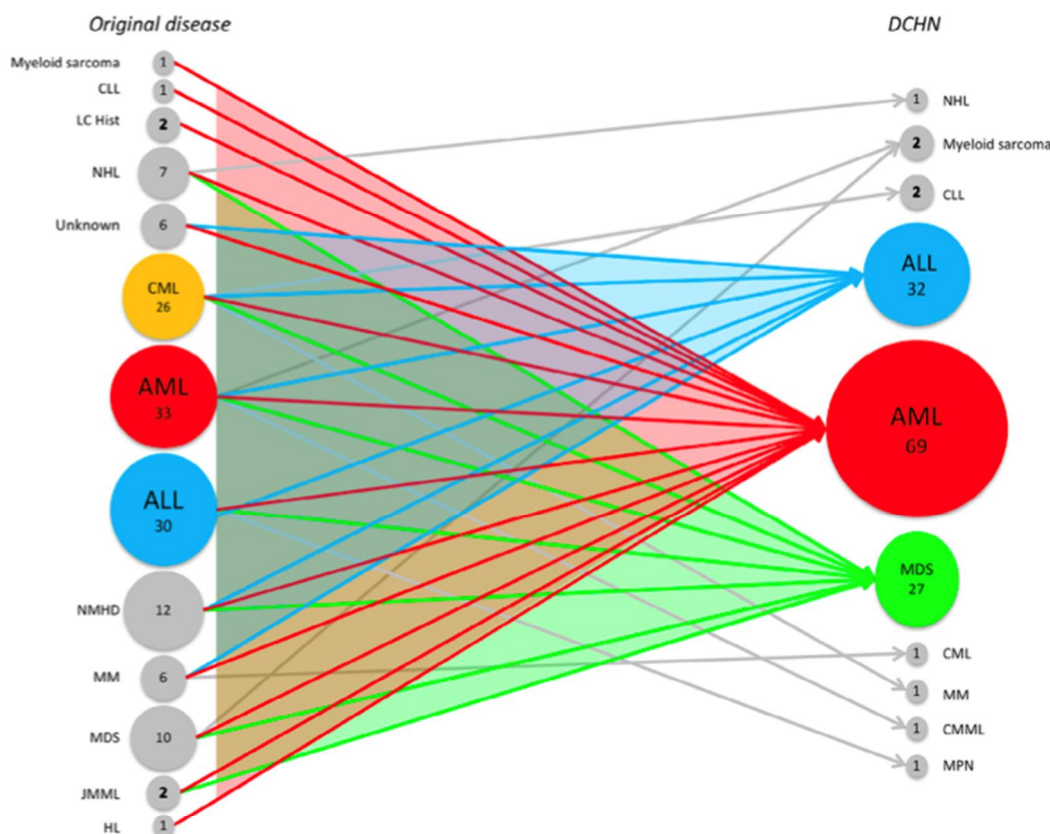 Original disease
Myeloid sarcoma 1
CLL 1
LC Hist 2
NHL 7
Unknown 6
CML
26
AML
33
ALL
30
NMHD 12
MM 6
MDS 10
JMML 2
HL 1
DCHN
1 NHL
2 Myeloid sarcoma
2 CLL
ALL
32
AML
69
MDS
27
1 CML
1 MM
1 CMML
1 MPN